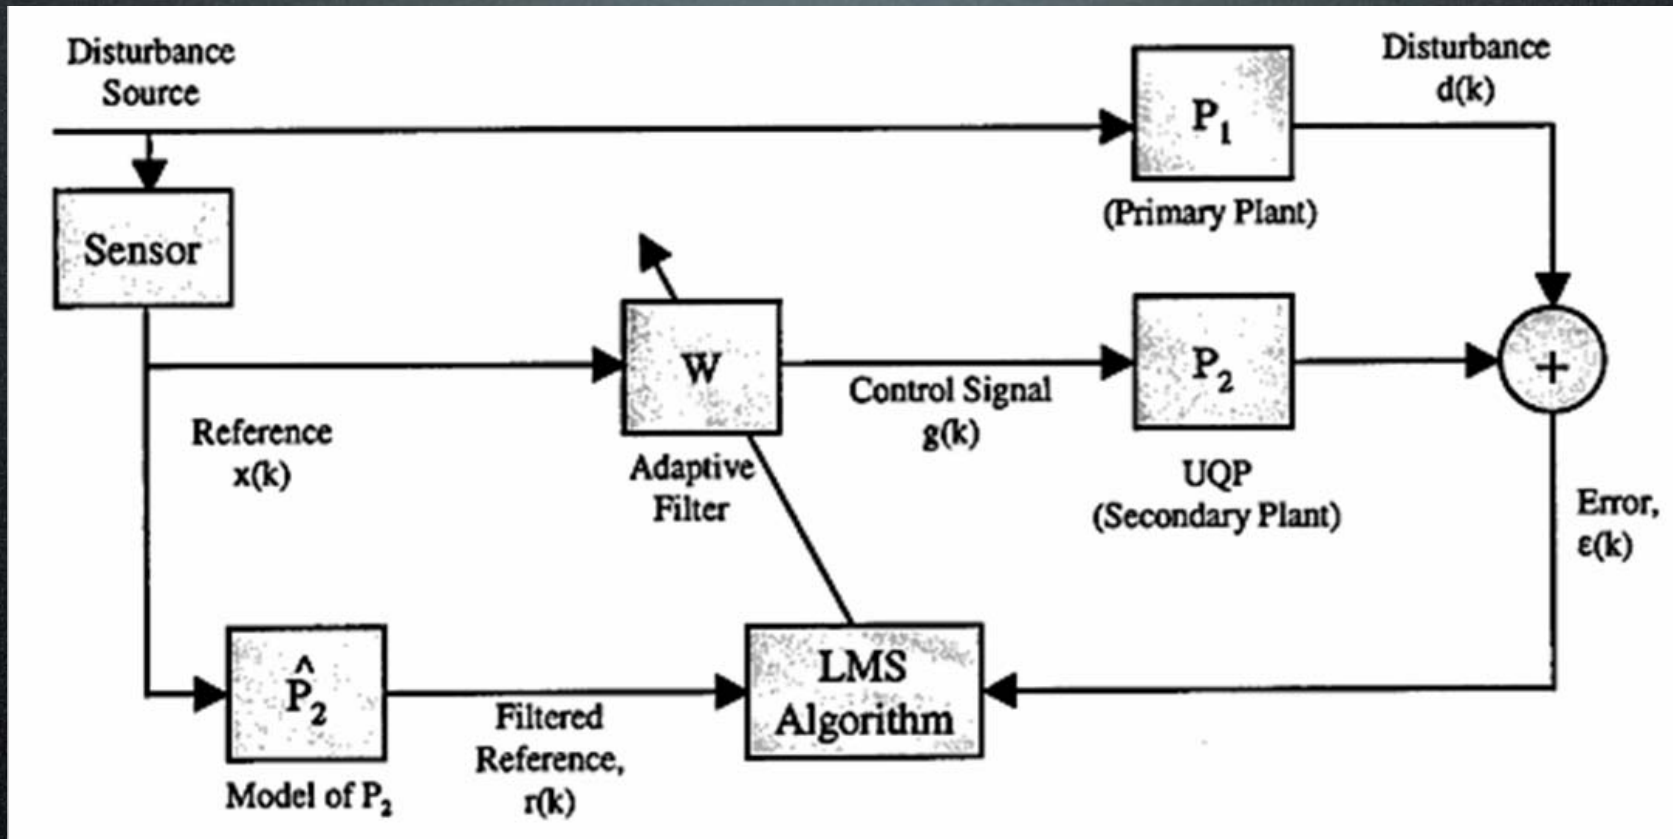 Disturbance
Source
P1
Disturbance
d(k)
(Primary Plant)
Sensor
W
Control Signal
g(k)
P2
+
Reference
x(k)
Adaptive
Filter
UQP
(Secondary Plant)
Error,
ε(k)
P̂2
Model of P2
Filtered
Reference,
r(k)
LMS
Algorithm